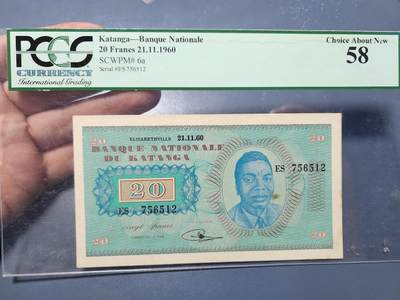 PCGS
CURRENCY
International Grading
Katanga—Banque Nationale
20 Francs 21.11.1960
SCWPM# 6a
Serial #ES 756512
Choice About New
58
20
ELISABETHVILLE 21.11.60
20
BANQUE NATIONALE
DU KATANGA
ES 756512
20
ES 756512
vingt francs
20
20